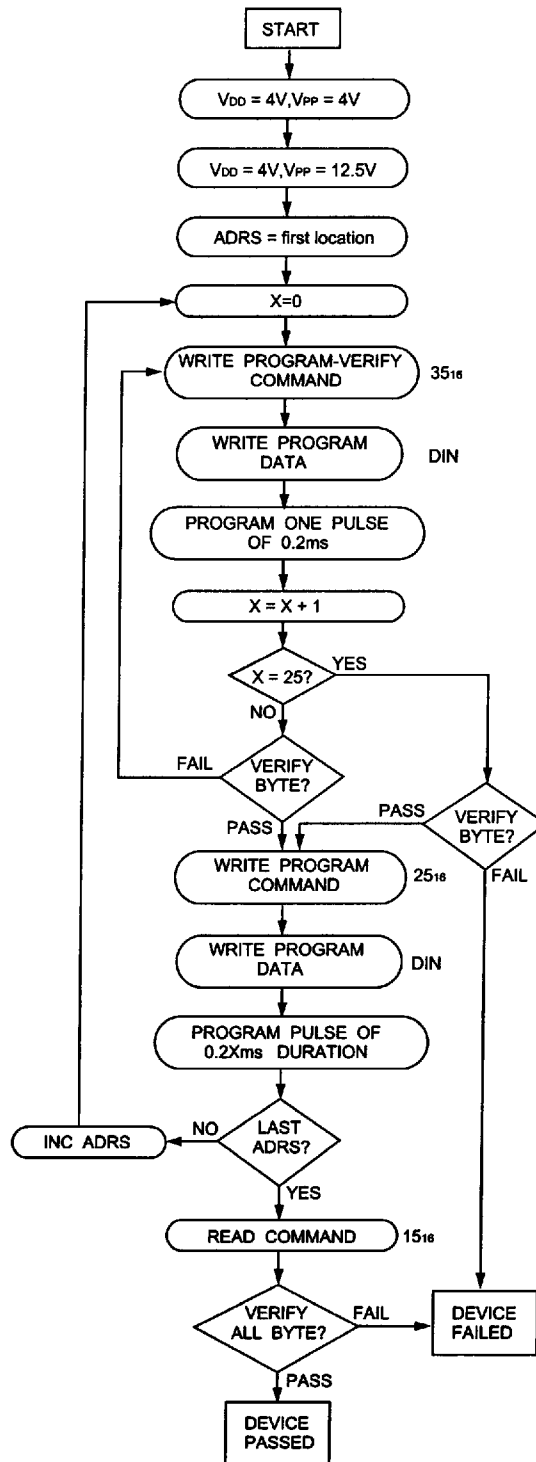 START
VDD = 4V,VPP = 4V
VDD = 4V,VPP = 12.5V
ADRS = first location
X=0
WRITE PROGRAM-VERIFY
COMMAND
35₁₆
WRITE PROGRAM
DATA
DIN
PROGRAM ONE PULSE
OF 0.2ms
X = X + 1
X = 25?
YES
NO
FAIL
VERIFY
BYTE?
PASS
PASS
VERIFY
BYTE?
FAIL
WRITE PROGRAM
COMMAND
25₁₆
WRITE PROGRAM
DATA
DIN
PROGRAM PULSE OF
0.2Xms DURATION
INC ADRS
NO
LAST
ADRS?
YES
READ COMMAND
15₁₆
VERIFY
ALL BYTE?
FAIL
DEVICE
FAILED
PASS
DEVICE
PASSED